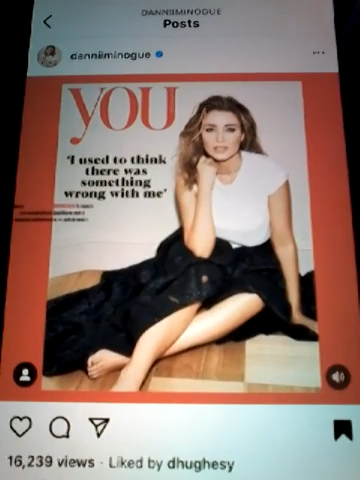 DANNIIMINOGUE
Posts
danniiminogue
YOU
'I used to think
there was
something
wrong with me'
16,239 views · Liked by dhughesy